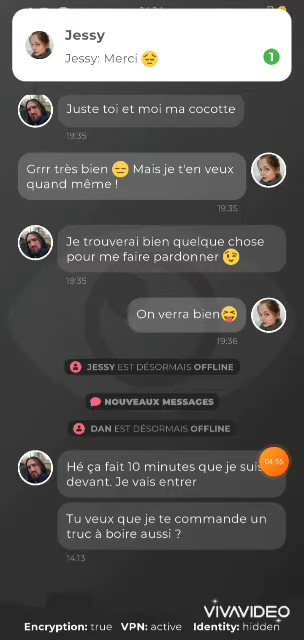 Jessy
Jessy: Merci 😔
1
Juste toi et moi ma cocotte
19:35
Grrr très bien 😑 Mais je t'en veux
quand même !
19:35
Je trouverai bien quelque chose
pour me faire pardonner 😉
19:35
On verra bien😝
19:36
JESSY EST DÉSORMAIS OFFLINE
NOUVEAUX MESSAGES
DAN EST DÉSORMAIS OFFLINE
Hé ça fait 10 minutes que je suis
devant. Je vais entrer
04:56
Tu veux que je te commande un
truc à boire aussi ?
14:13
VIVAVIDEO
Encryption: true VPN: active Identity: hidden